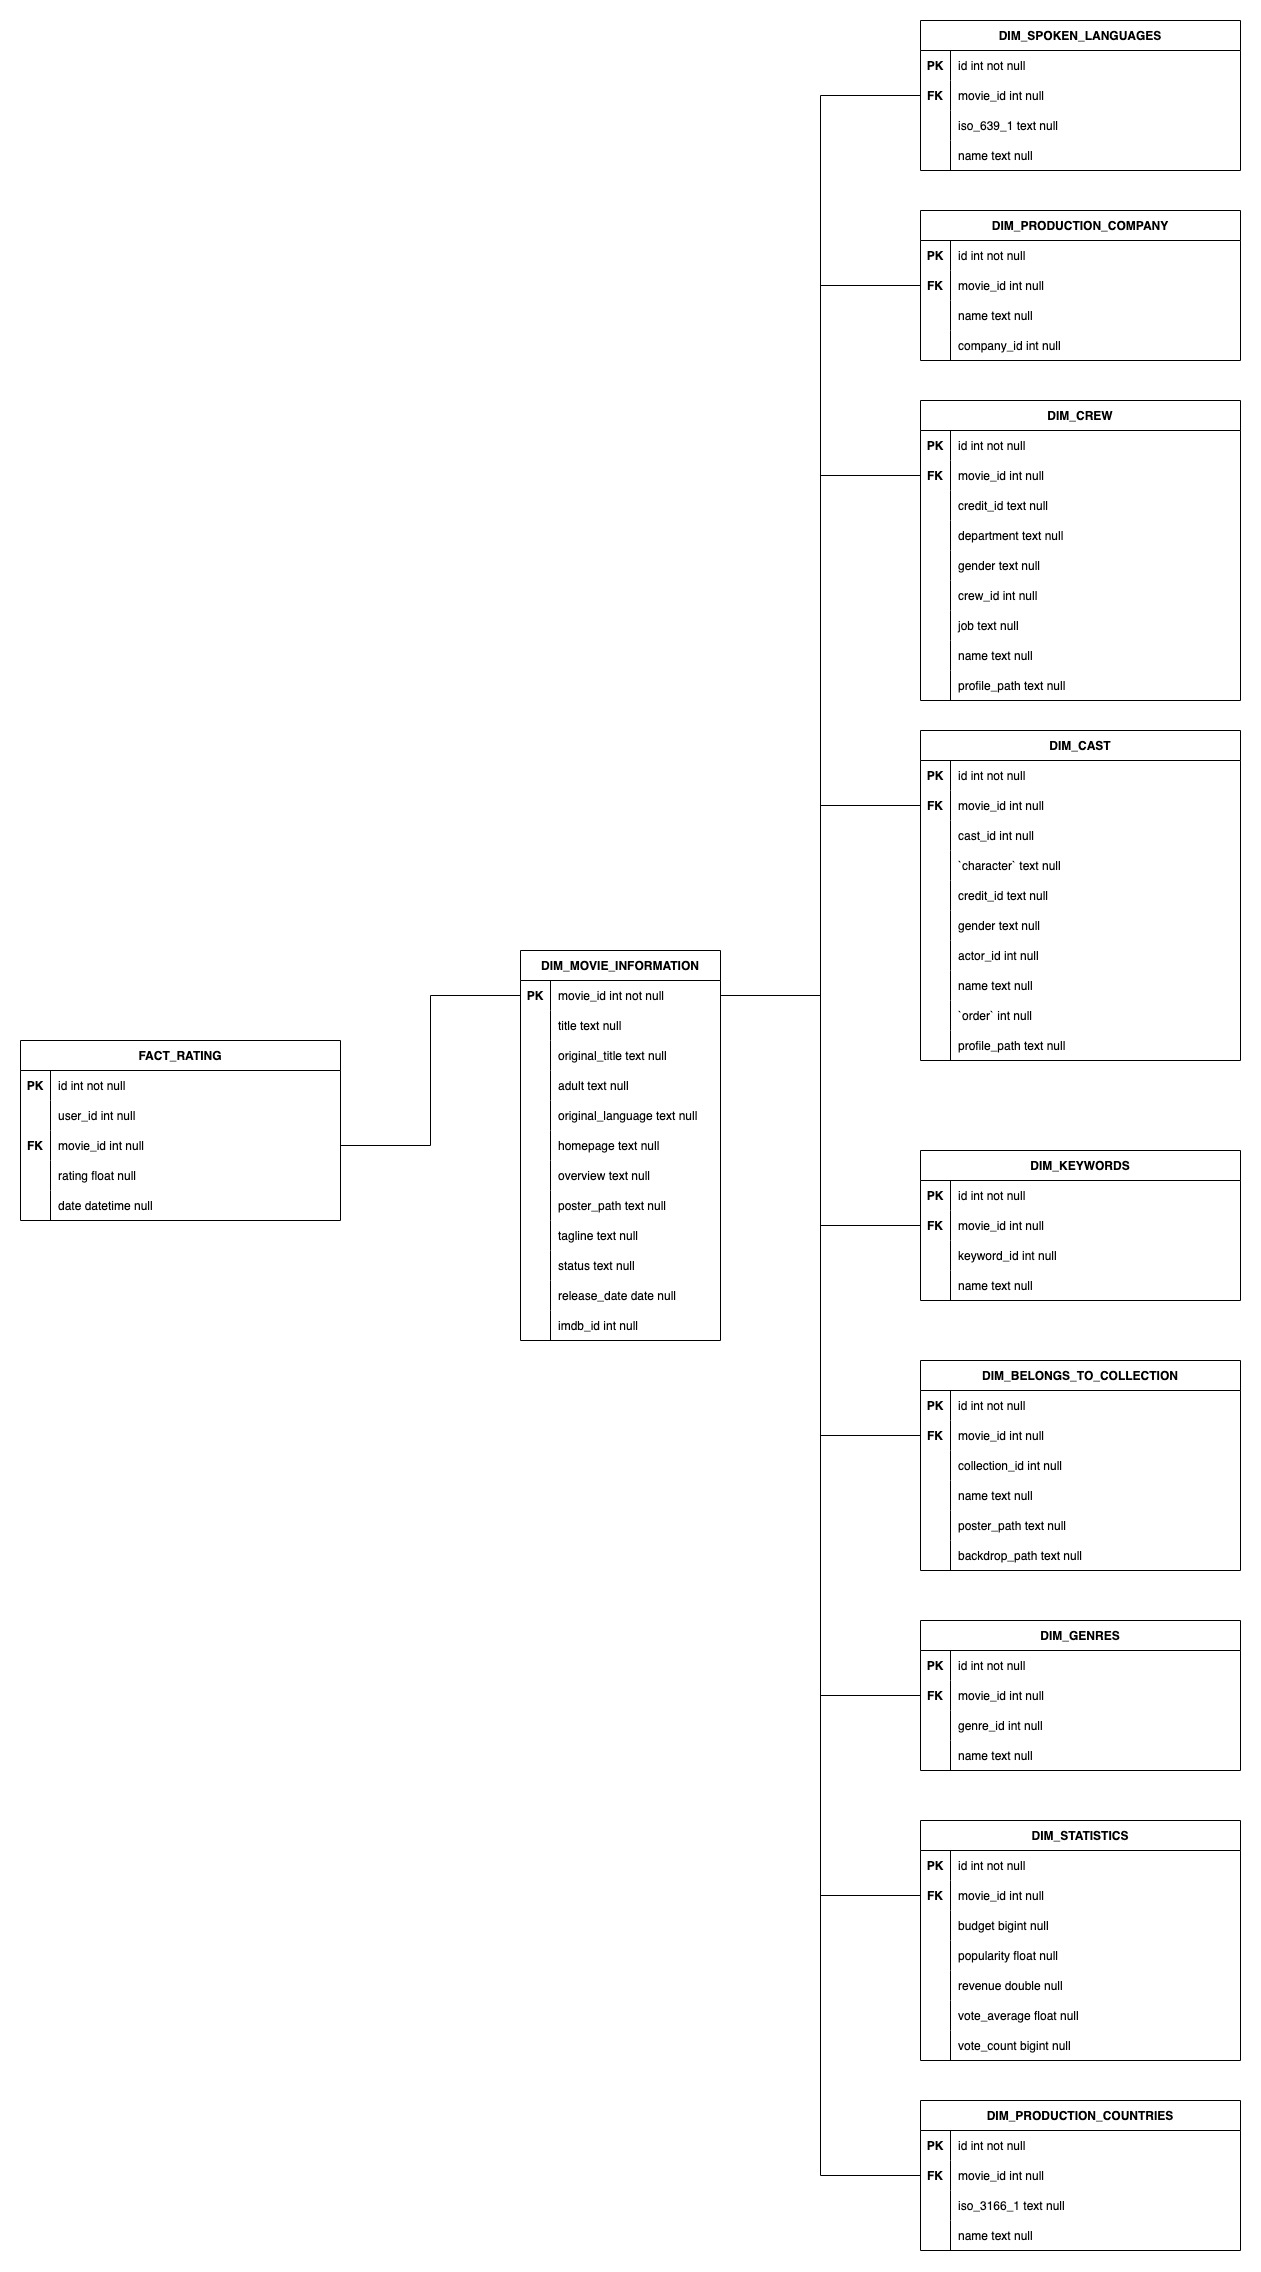 DIM_SPOKEN_LANGUAGES
PK id int not null
FK movie_id int null
iso_639_1 text null
name text null
DIM_PRODUCTION_COMPANY
PK id int not null
FK movie_id int null
name text null
company_id int null
DIM_CREW
PK id int not null
FK movie_id int null
credit_id text null
department text null
gender text null
crew_id int null
job text null
name text null
profile_path text null
DIM_CAST
PK id int not null
FK movie_id int null
cast_id int null
`character` text null
credit_id text null
gender text null
actor_id int null
name text null
`order` int null
profile_path text null
DIM_MOVIE_INFORMATION
PK movie_id int not null
title text null
original_title text null
adult text null
original_language text null
homepage text null
overview text null
poster_path text null
tagline text null
status text null
release_date date null
imdb_id int null
FACT_RATING
PK id int not null
user_id int null
FK movie_id int null
rating float null
date datetime null
DIM_KEYWORDS
PK id int not null
FK movie_id int null
keyword_id int null
name text null
DIM_BELONGS_TO_COLLECTION
PK id int not null
FK movie_id int null
collection_id int null
name text null
poster_path text null
backdrop_path text null
DIM_GENRES
PK id int not null
FK movie_id int null
genre_id int null
name text null
DIM_STATISTICS
PK id int not null
FK movie_id int null
budget bigint null
popularity float null
revenue double null
vote_average float null
vote_count bigint null
DIM_PRODUCTION_COUNTRIES
PK id int not null
FK movie_id int null
iso_3166_1 text null
name text null